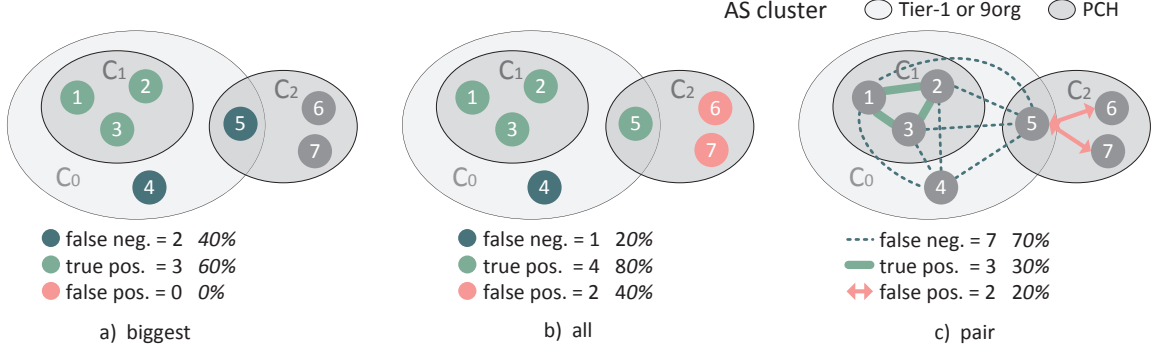 AS cluster Tier-1 or 9org PCH
C1
1
2
3
C2
5
6
7
C0
4
false neg. = 2 40%
true pos. = 3 60%
false pos. = 0 0%
a) biggest
C1
1
2
3
C2
5
6
7
C0
4
false neg. = 1 20%
true pos. = 4 80%
false pos. = 2 40%
b) all
C1
1
2
3
C2
5
6
7
C0
4
false neg. = 7 70%
true pos. = 3 30%
false pos. = 2 20%
c) pair